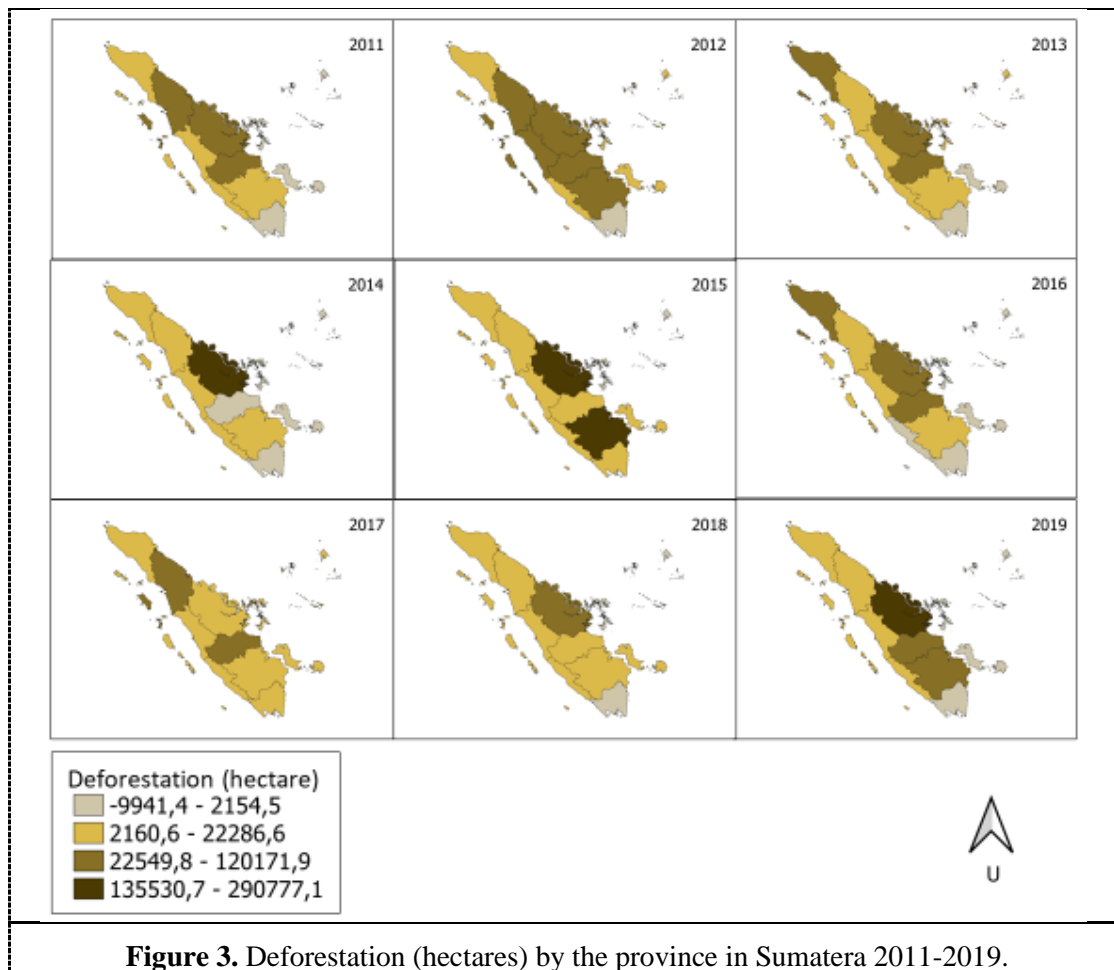 2011
2012
2013
2014
2015
2016
2017
2018
2019
Deforestation (hectare)
-9941,4 - 2154,5
2160,6 - 22286,6
22549,8 - 120171,9
135530,7 - 290777,1
U
Figure 3. Deforestation (hectares) by the province in Sumatera 2011-2019.